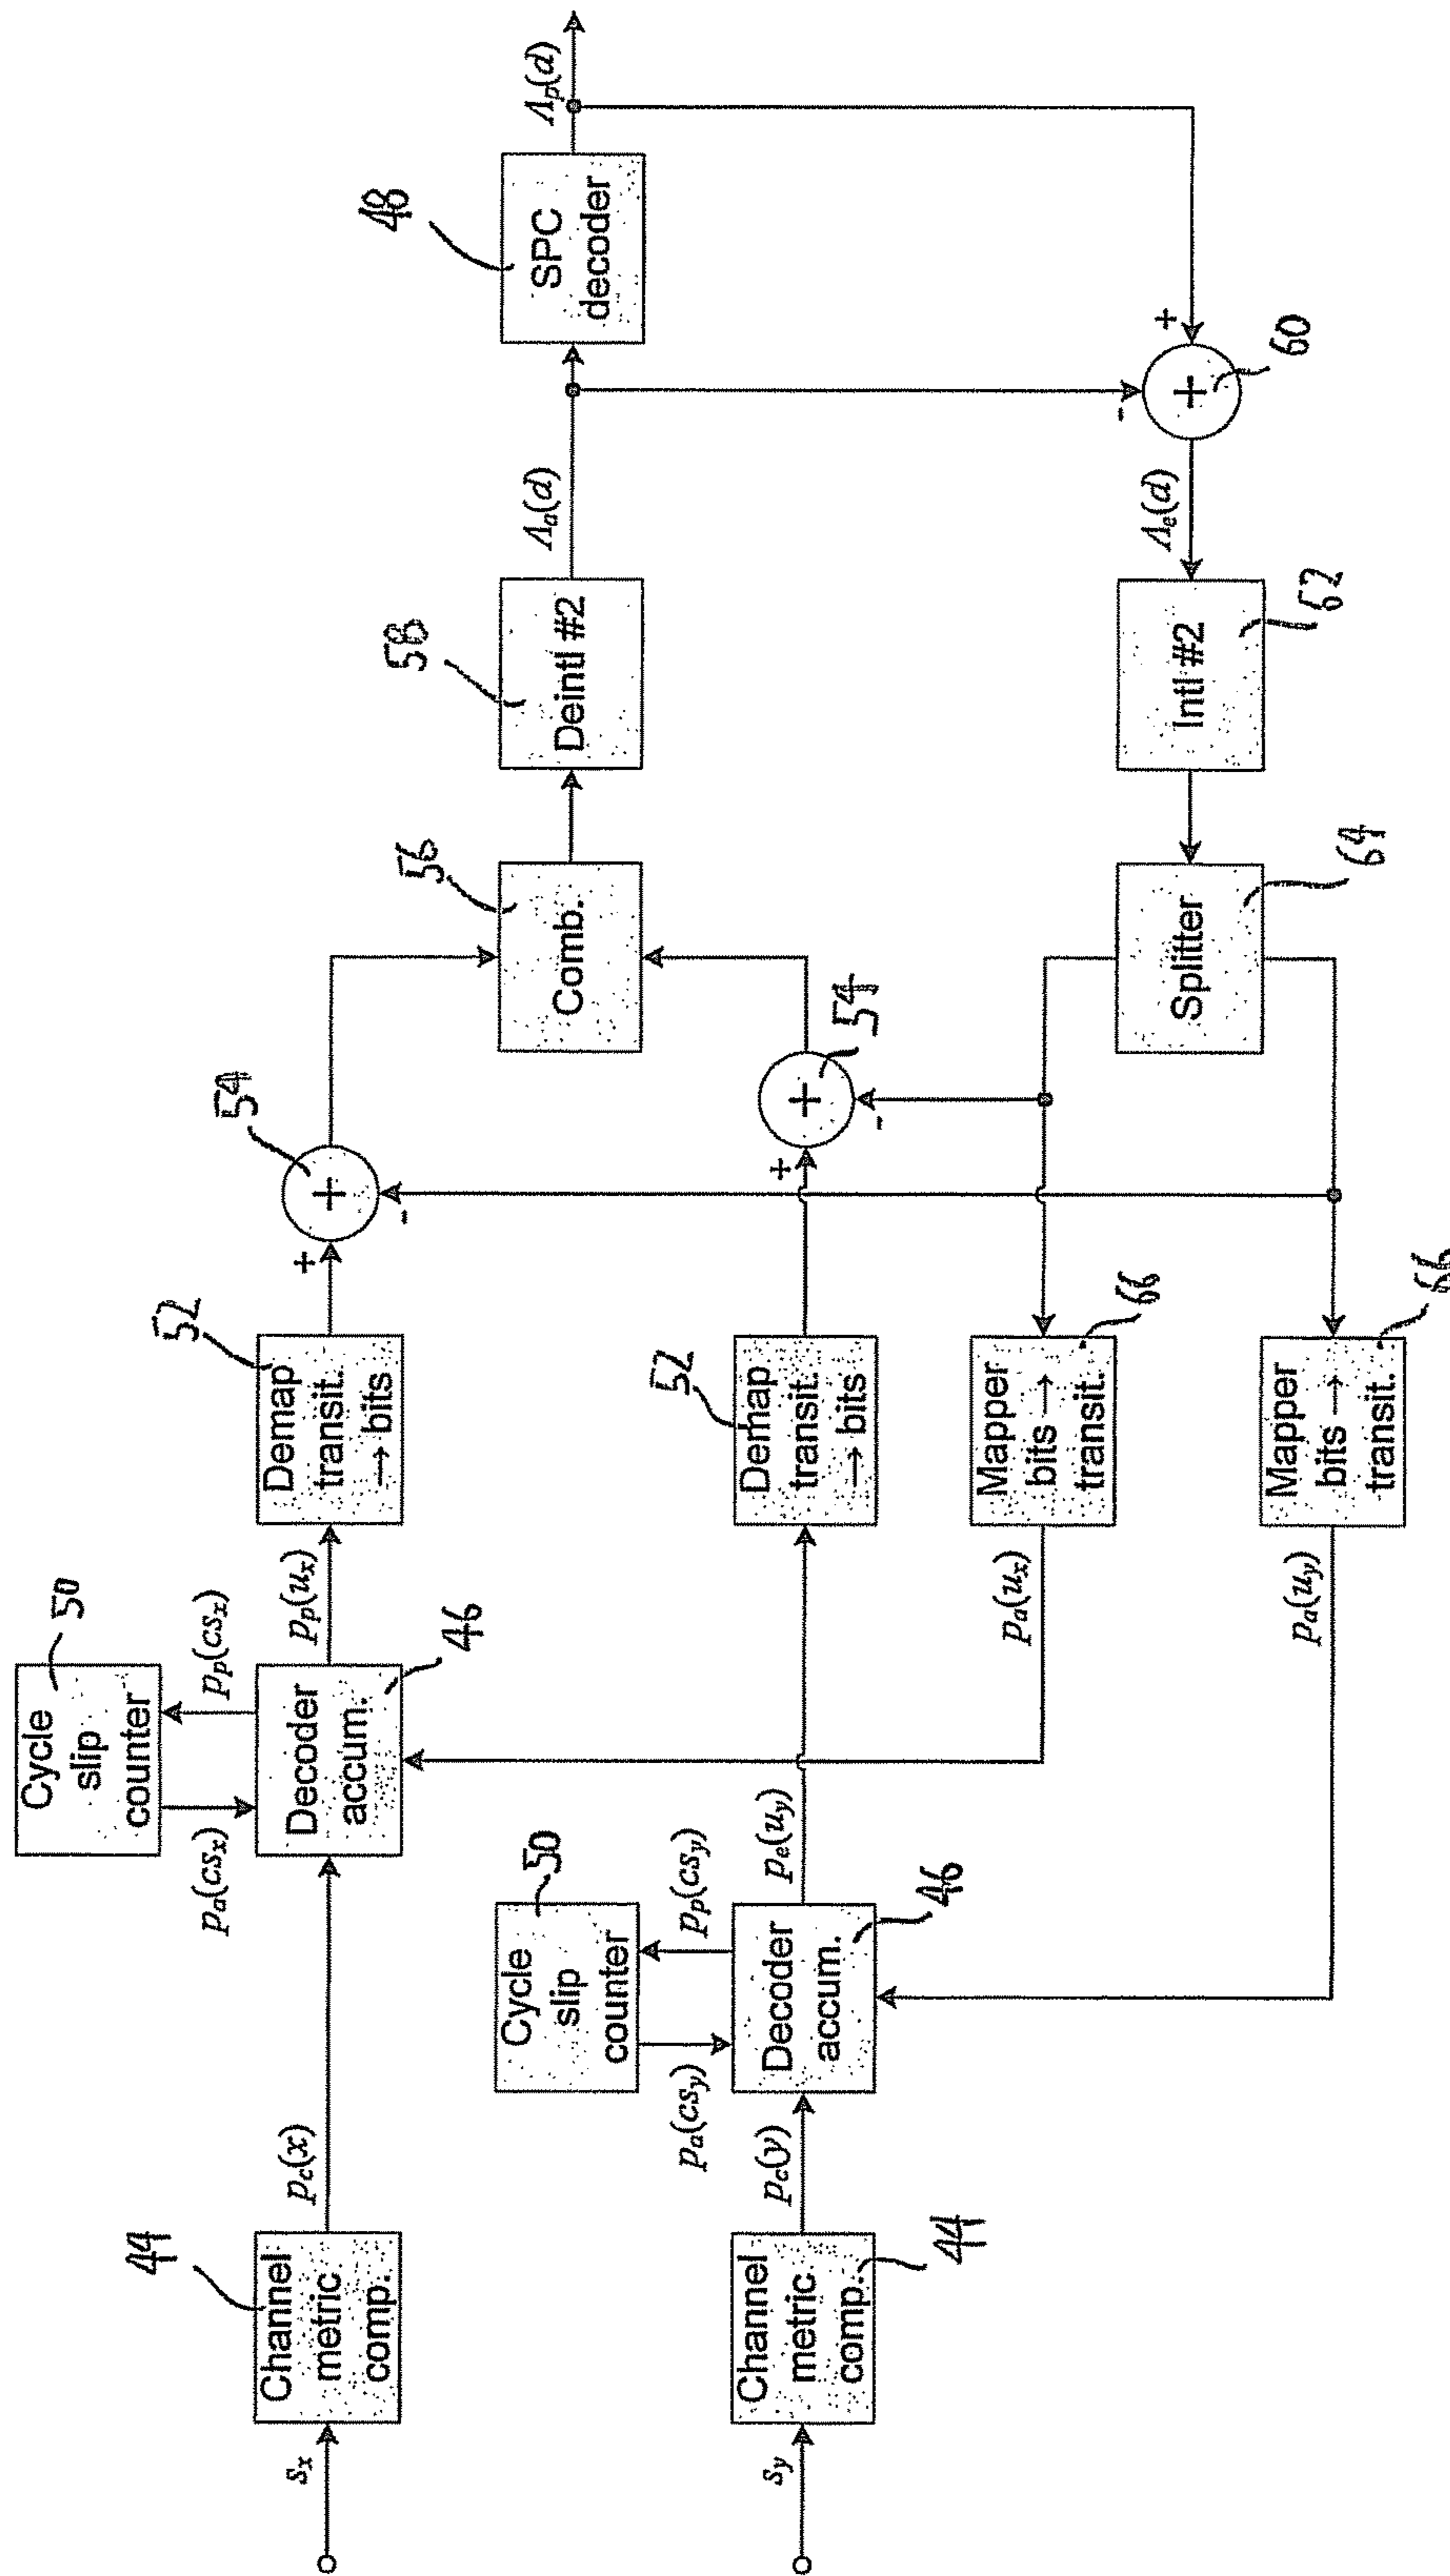 50
Cycle
slip
counter
p_a(cs_x)
p_p(cs_x)
44
Channel
metric
comp.
s_x
p_c(x)
Decoder
accum.
46
p_p(u_x)
52
Demap
transit.
→ bits
+
-
54
+
56
Comb.
58
Deintl #2
Λ_a(d)
48
SPC
decoder
Λ_p(d)
50
Cycle
slip
counter
p_a(cs_y)
p_p(cs_y)
44
Channel
metric
comp.
s_y
p_c(y)
Decoder
accum.
46
p_e(u_y)
52
Demap
transit.
→ bits
+
-
54
+
p_a(u_x)
66
Mapper
bits →
transit.
p_a(u_y)
66
Mapper
bits →
transit.
64
Splitter
62
Intl #2
Λ_e(d)
-
+
+
60